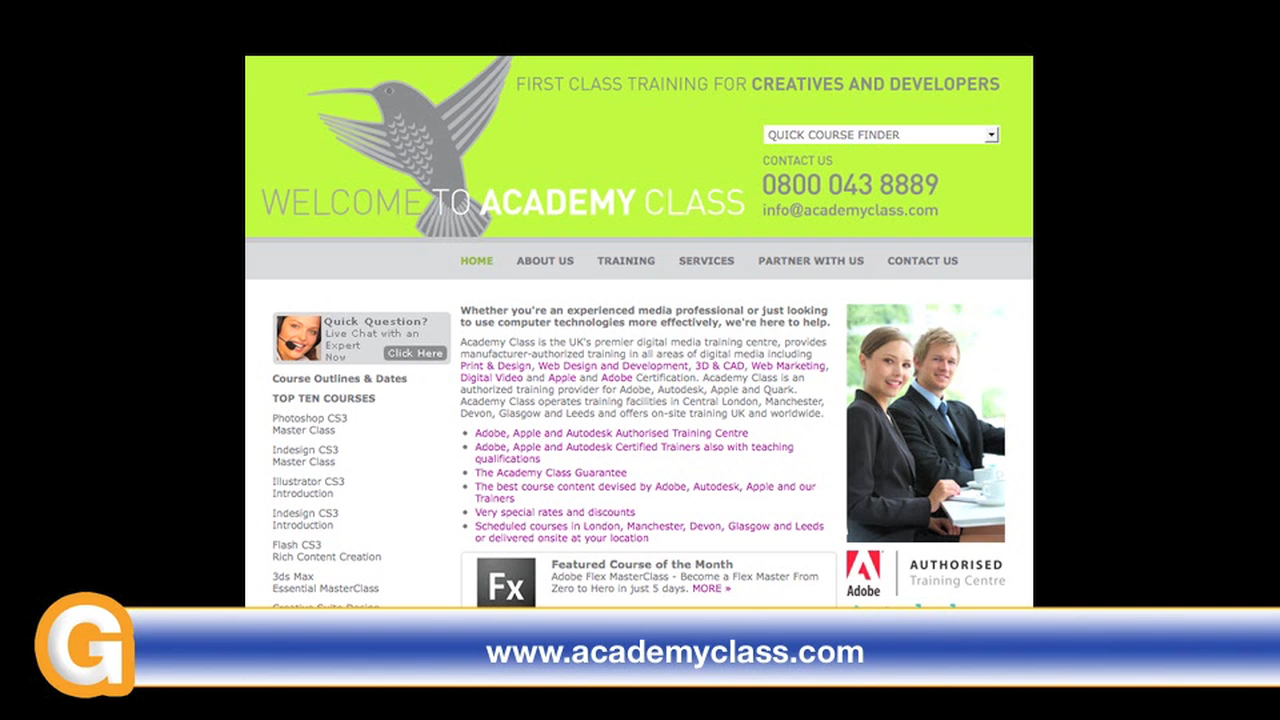 FIRST CLASS TRAINING FOR CREATIVES AND DEVELOPERS
QUICK COURSE FINDER
CONTACT US
0800 043 8889
info@academyclass.com
WELCOME TO ACADEMY CLASS
HOME ABOUT US TRAINING SERVICES PARTNER WITH US CONTACT US
Quick Question?
Live Chat with an
Expert
Now
Click Here
Course Outlines & Dates
TOP TEN COURSES
Photoshop CS3
Master Class
Indesign CS3
Master Class
Illustrator CS3
Introduction
Indesign CS3
Introduction
Flash CS3
Rich Content Creation
3ds Max
Essential MasterClass
Creative Suite Design
Whether you're an experienced media professional or just looking
to use computer technologies more effectively, we're here to help.
Academy Class is the UK's premier digital media training centre, provides
manufacturer-authorized training in all areas of digital media including
Print & Design, Web Design and Development, 3D & CAD, Web Marketing,
Digital Video and Apple and Adobe Certification. Academy Class is an
authorized training provider for Adobe, Autodesk, Apple and Quark.
Academy Class operates training facilities in Central London, Manchester,
Devon, Glasgow and Leeds and offers on-site training UK and worldwide.
• Adobe, Apple and Autodesk Authorised Training Centre
• Adobe, Apple and Autodesk Certified Trainers also with teaching
qualifications
• The Academy Class Guarantee
• The best course content devised by Adobe, Autodesk, Apple and our
Trainers
• Very special rates and discounts
• Scheduled courses in London, Manchester, Devon, Glasgow and Leeds
or delivered onsite at your location
Fx
Featured Course of the Month
Adobe Flex MasterClass - Become a Flex Master From
Zero to Hero in just 5 days. MORE »
Adobe
AUTHORISED
Training Centre
G
www.academyclass.com